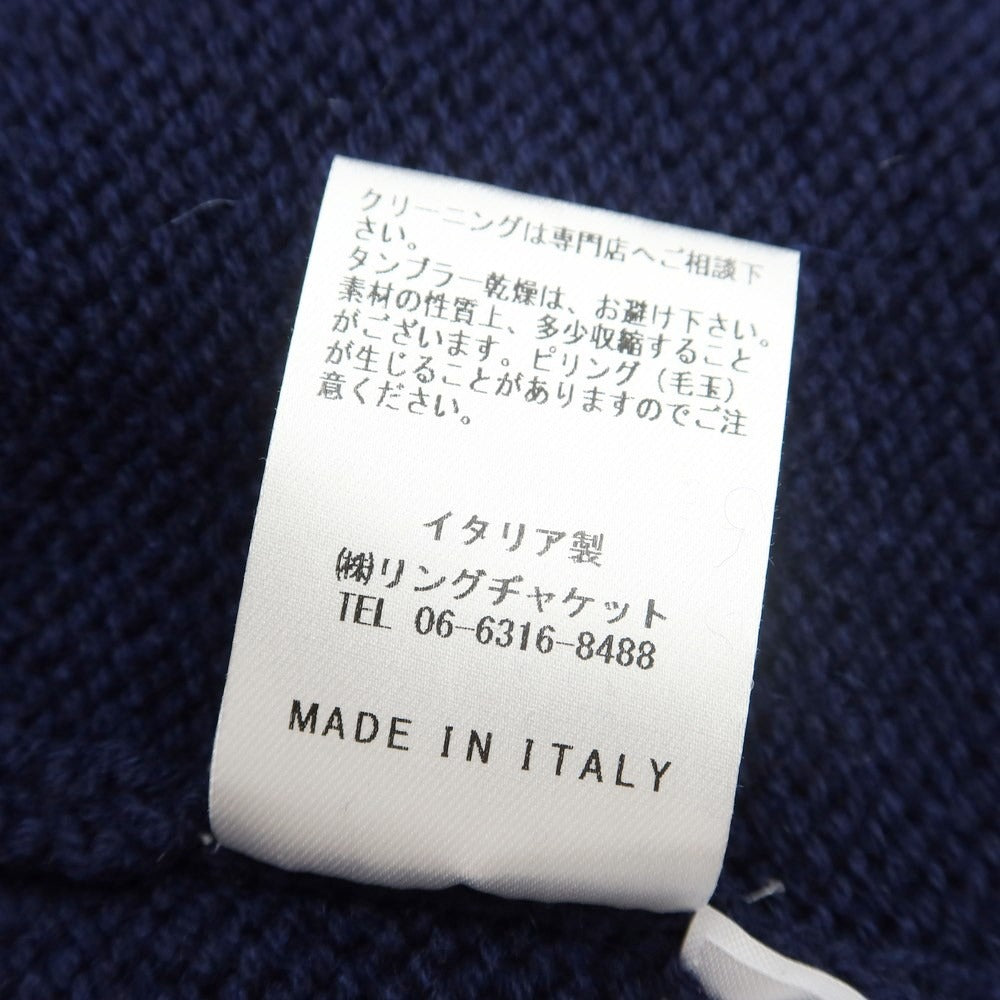 クリーニングは専門店へご相談下
さい。
タンブラー乾燥は、お避け下さい。
素材の性質上、多少収縮すること
がございます。ピリング（毛玉）
が生じることがありますのでご注
意ください。
イタリア製
㈱リングヂャケット
TEL 06-6316-8488
MADE IN ITALY